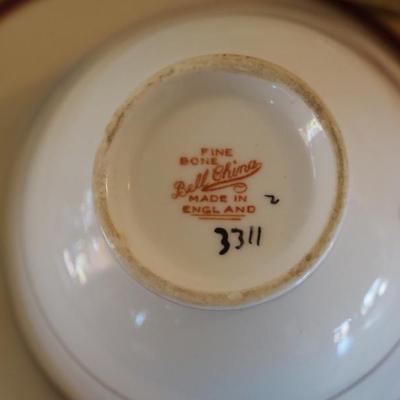 FINE
BONE
Bell China
MADE IN
ENGLAND
2
3311